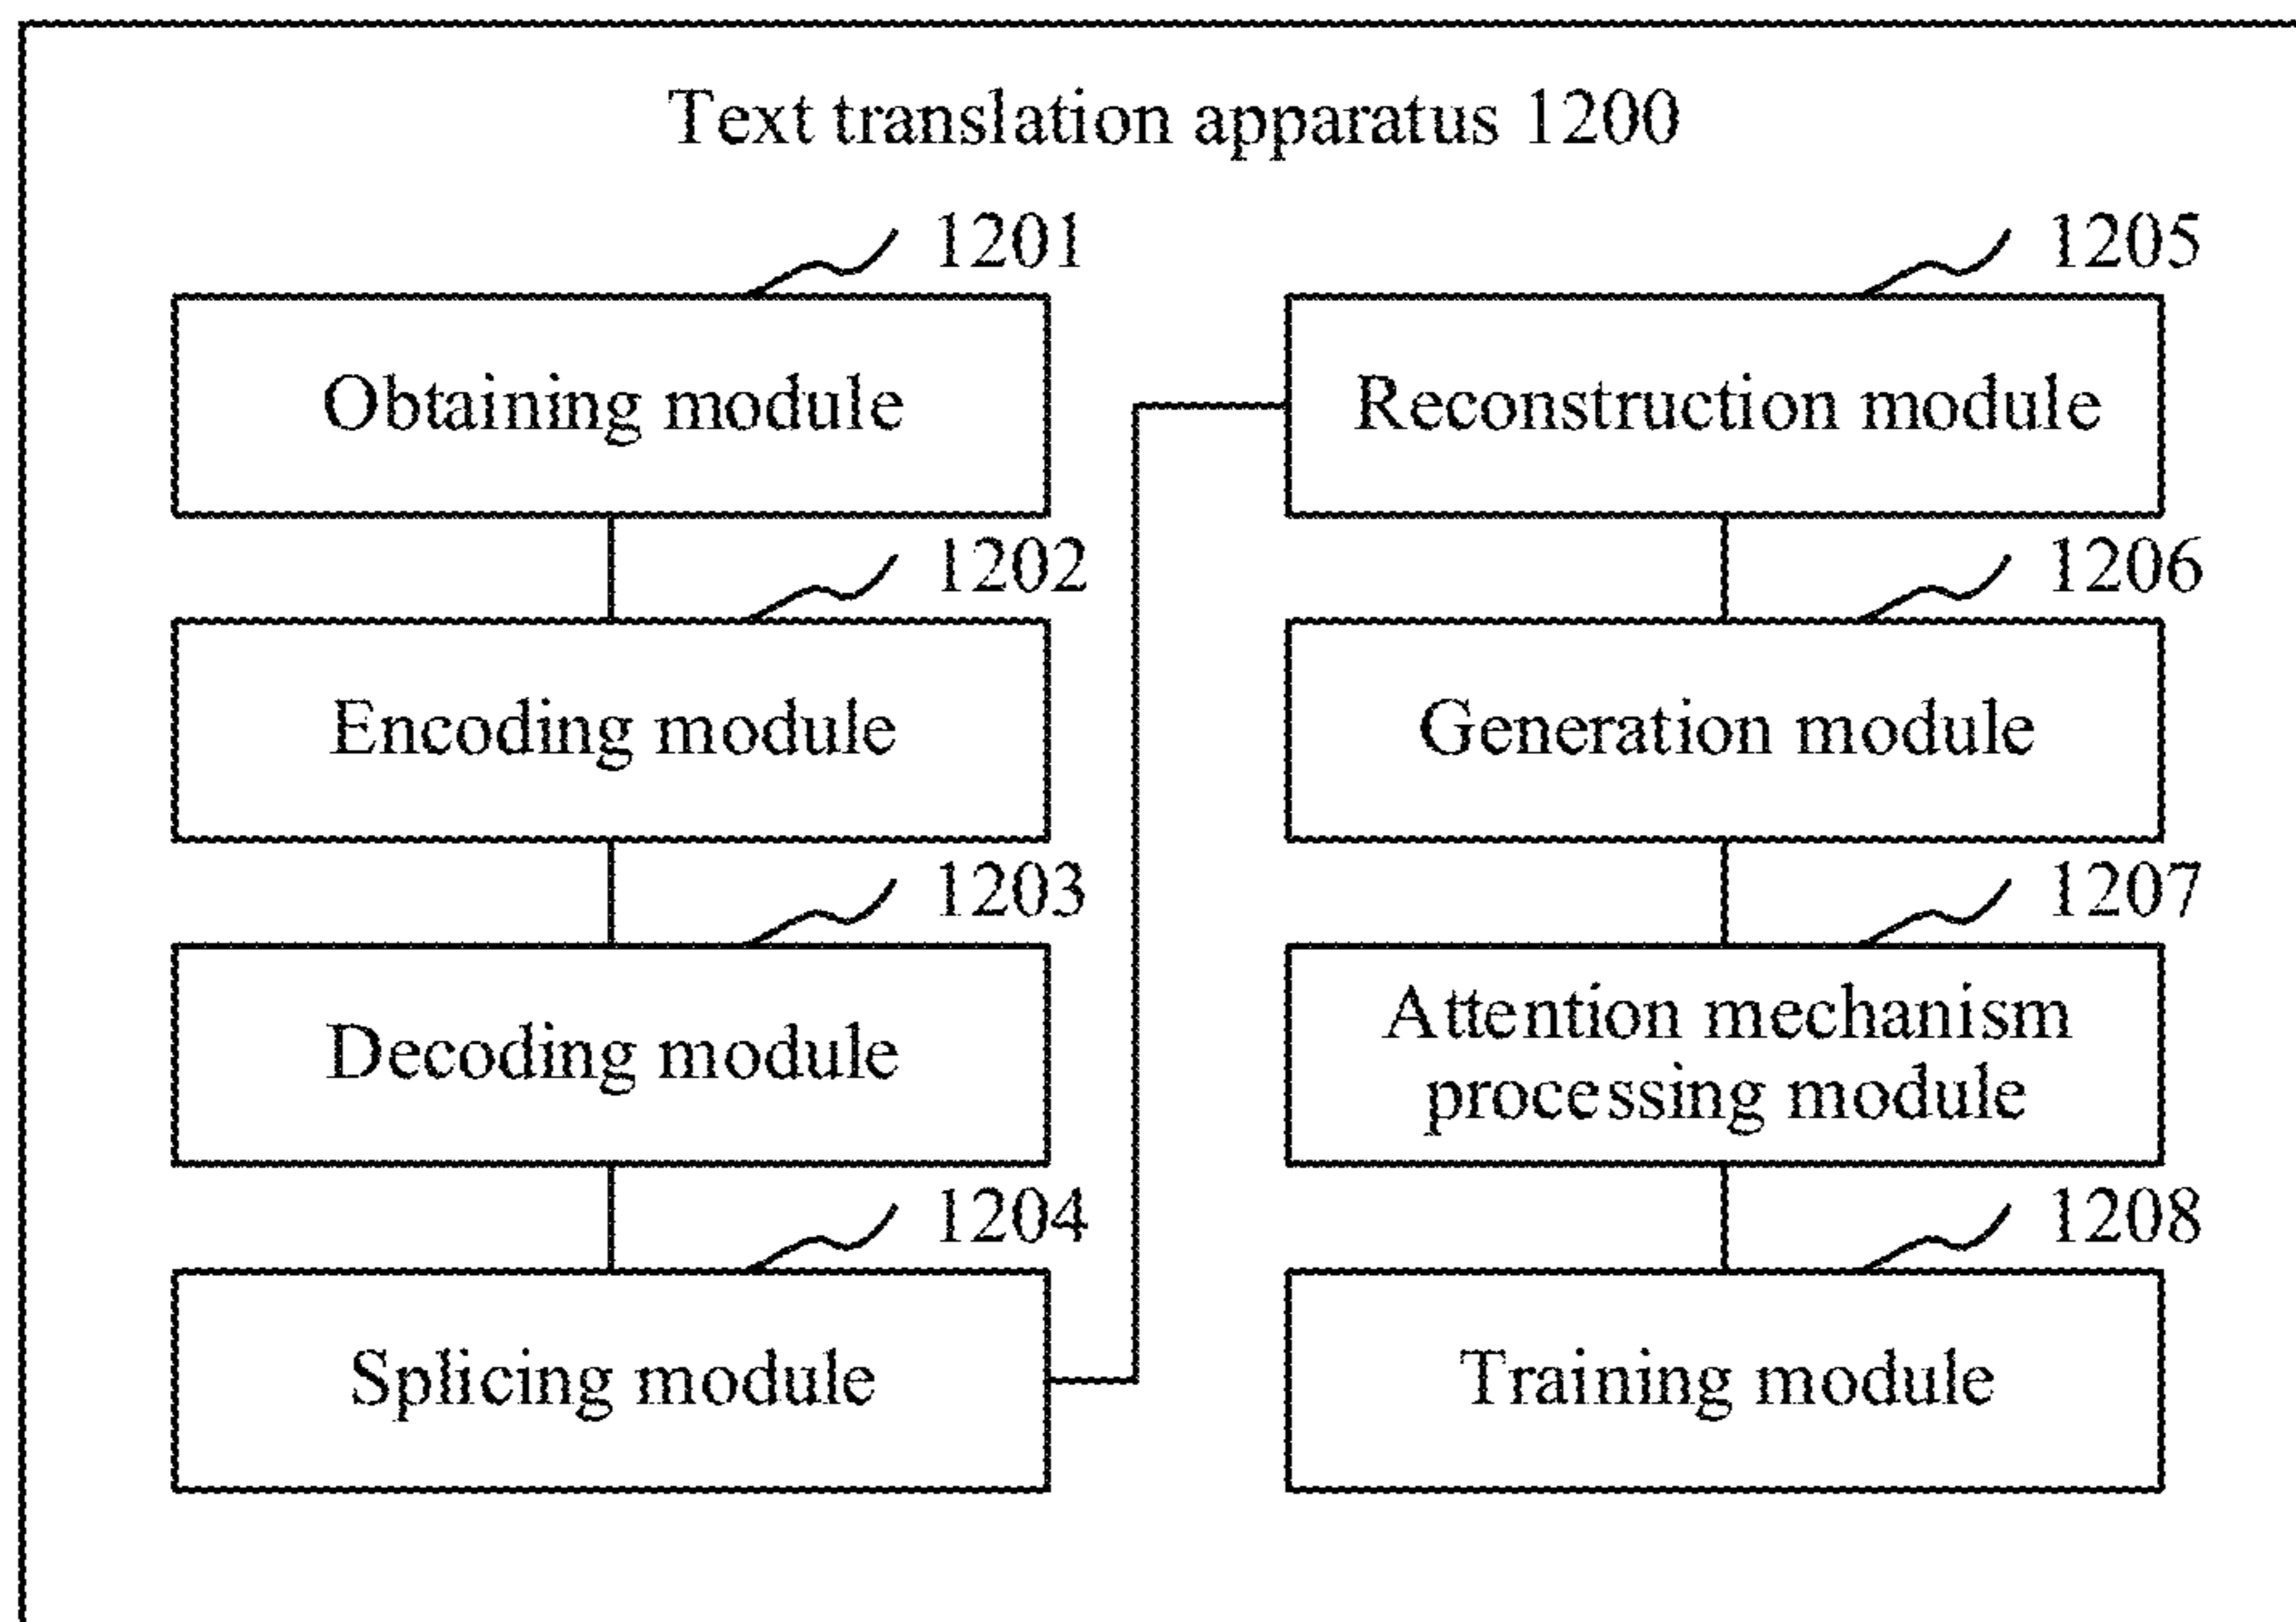 Text translation apparatus 1200
1201
Obtaining module
1202
Encoding module
1203
Decoding module
1204
Splicing module
1205
Reconstruction module
1206
Generation module
1207
Attention mechanism
processing module
1208
Training module